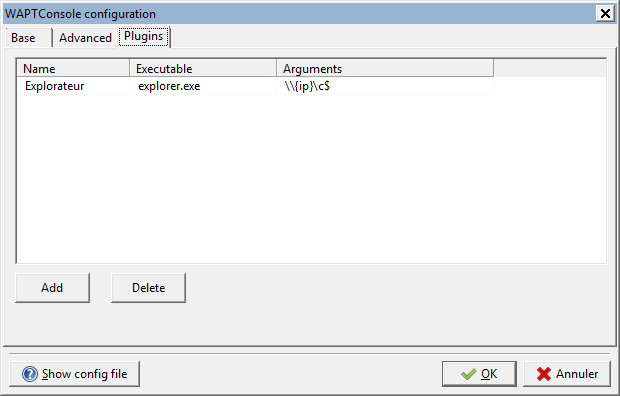 WAPTConsole configuration
Base Advanced Plugins
Name Executable Arguments
Explorateur explorer.exe \\{ip}\c$
Add Delete
Show config file OK Annuler